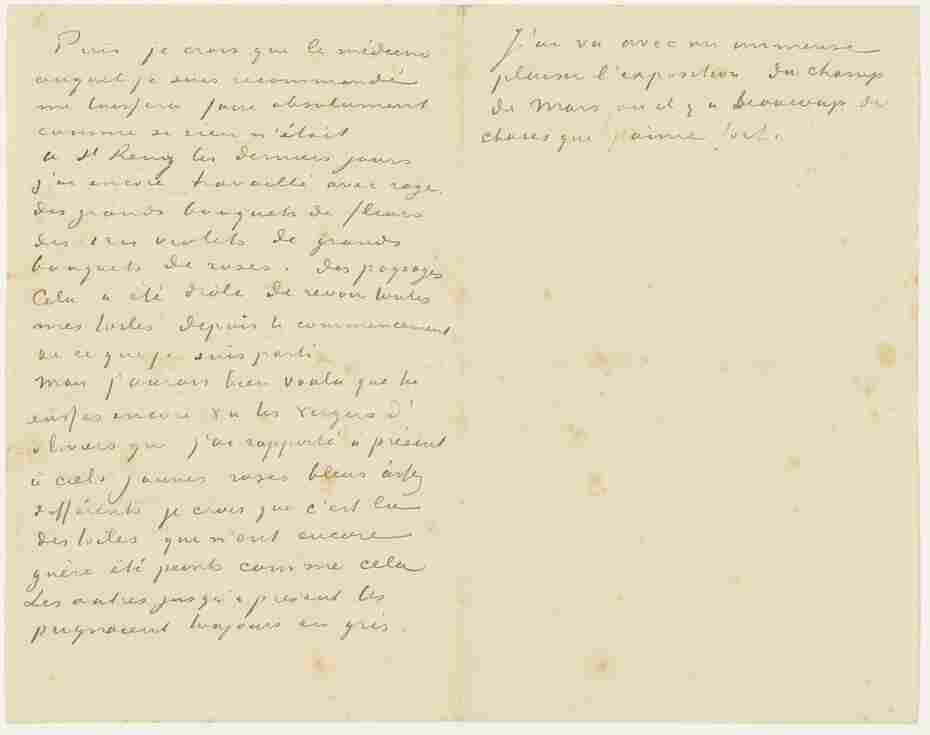 Puis je crois que le médecin
auquel je suis recommandé
me laissera faire absolument
comme si rien n'était
a St Remy les derniers jours
j'ai encore travaillé avec rage.
des grands bouquets de fleurs
des iris violets de grands
bouquets de roses. des paysages
Cela a été drôle de revoir toutes
mes toiles depuis le commencement
de ce que je suis parti
mais j'aurais bien voulu que tu
eusses encore vu les vergers d'
oliviers que j'ai rapporté à présent
à ciels jaunes roses bleus assez
différents je crois que c'est là
des toiles que n'ont encore
guère été peints comme cela
Les autres jusqu'à présent les
peignaient toujours en gris.
J'ai vu avec un immense
plaisir l'exposition du champ
de Mars où il y a beaucoup de
choses que j'aime fort.